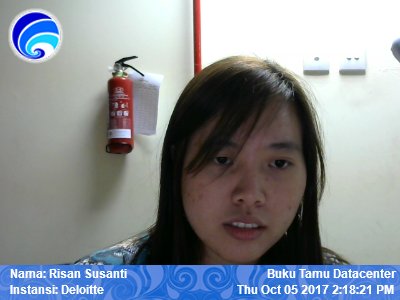 Nama: Risan Susanti
Buku Tamu Datacenter
Instansi: Deloitte
Thu Oct 05 2017 2:18:21 PM